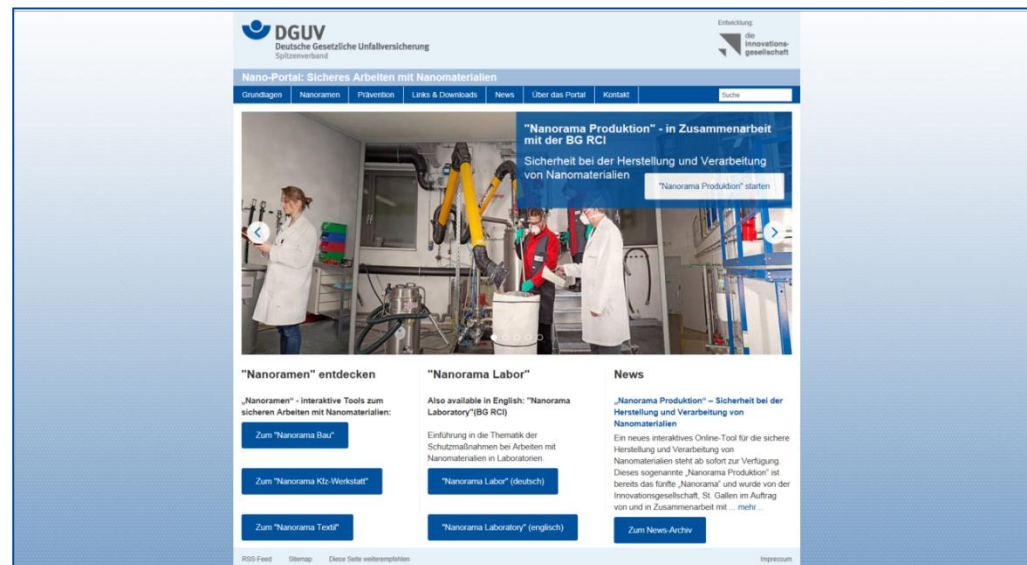 DGUV
Deutsche Gesetzliche Unfallversicherung
Spitzenverband
Entwicklung:
die
innovations-
gesellschaft
Nano-Portal: Sicheres Arbeiten mit Nanomaterialien
Grundlagen Nanoramen Prävention Links & Downloads News Über das Portal Kontakt Suche
"Nanorama Produktion" - in Zusammenarbeit
mit der BG RCI
Sicherheit bei der Herstellung und Verarbeitung
von Nanomaterialien
"Nanorama Produktion" starten
"Nanoramen" entdecken
„Nanoramen“ - interaktive Tools zum
sicheren Arbeiten mit Nanomaterialien:
Zum "Nanorama Bau"
Zum "Nanorama Kfz-Werkstatt"
Zum "Nanorama Textil"
"Nanorama Labor"
Also available in English: "Nanorama
Laboratory"(BG RCI)
Einführung in die Thematik der
Schutzmaßnahmen bei Arbeiten mit
Nanomaterialien in Laboratorien.
"Nanorama Labor" (deutsch)
"Nanorama Laboratory" (englisch)
News
„Nanorama Produktion“ – Sicherheit bei der
Herstellung und Verarbeitung von
Nanomaterialien
Ein neues interaktives Online-Tool für die sichere
Herstellung und Verarbeitung von
Nanomaterialien steht ab sofort zur Verfügung.
Dieses sogenannte „Nanorama Produktion“ ist
bereits das fünfte „Nanorama“ und wurde von der
Innovationsgesellschaft, St. Gallen im Auftrag
von und in Zusammenarbeit mit ... mehr...
Zum News-Archiv
RSS-Feed Sitemap Diese Seite weiterempfehlen Impressum